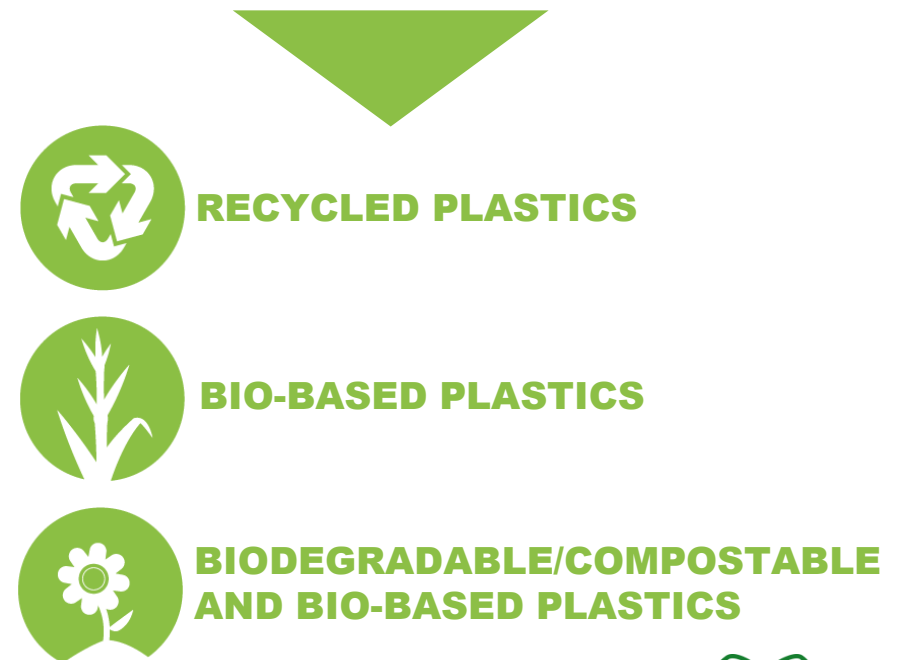 RECYCLED PLASTICS
BIO-BASED PLASTICS
BIODEGRADABLE/COMPOSTABLE
AND BIO-BASED PLASTICS